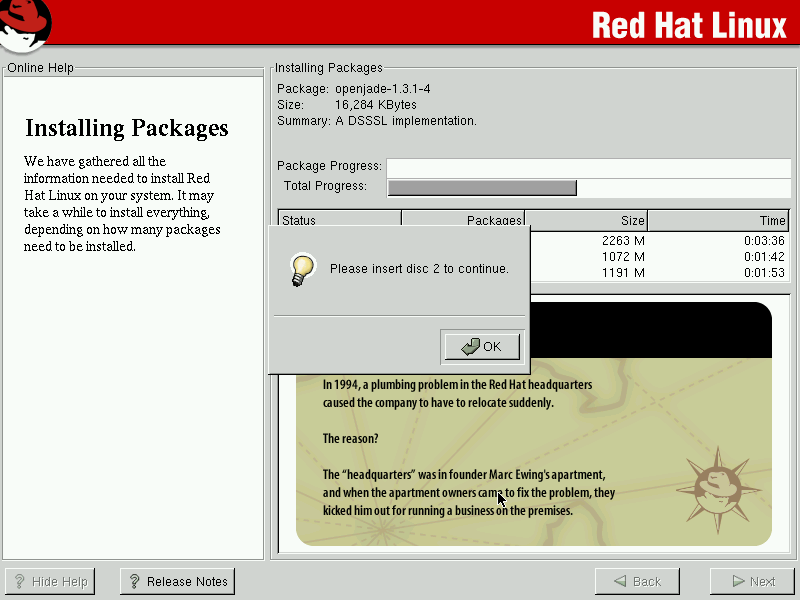 Red Hat Linux
Online Help
Installing Packages
We have gathered all the
information needed to install Red
Hat Linux on your system. It may
take a while to install everything,
depending on how many packages
need to be installed.
Installing Packages
Package: openjade-1.3.1-4
Size: 16,284 KBytes
Summary: A DSSSL implementation.
Package Progress:
Total Progress:
Status Packages Size Time
2263 M 0:03:36
1072 M 0:01:42
1191 M 0:01:53
Please insert disc 2 to continue.
OK
In 1994, a plumbing problem in the Red Hat headquarters
caused the company to have to relocate suddenly.
The reason?
The “headquarters” was in founder Marc Ewing's apartment,
and when the apartment owners came to fix the problem, they
kicked him out for running a business on the premises.
? Hide Help
? Release Notes
Back
Next